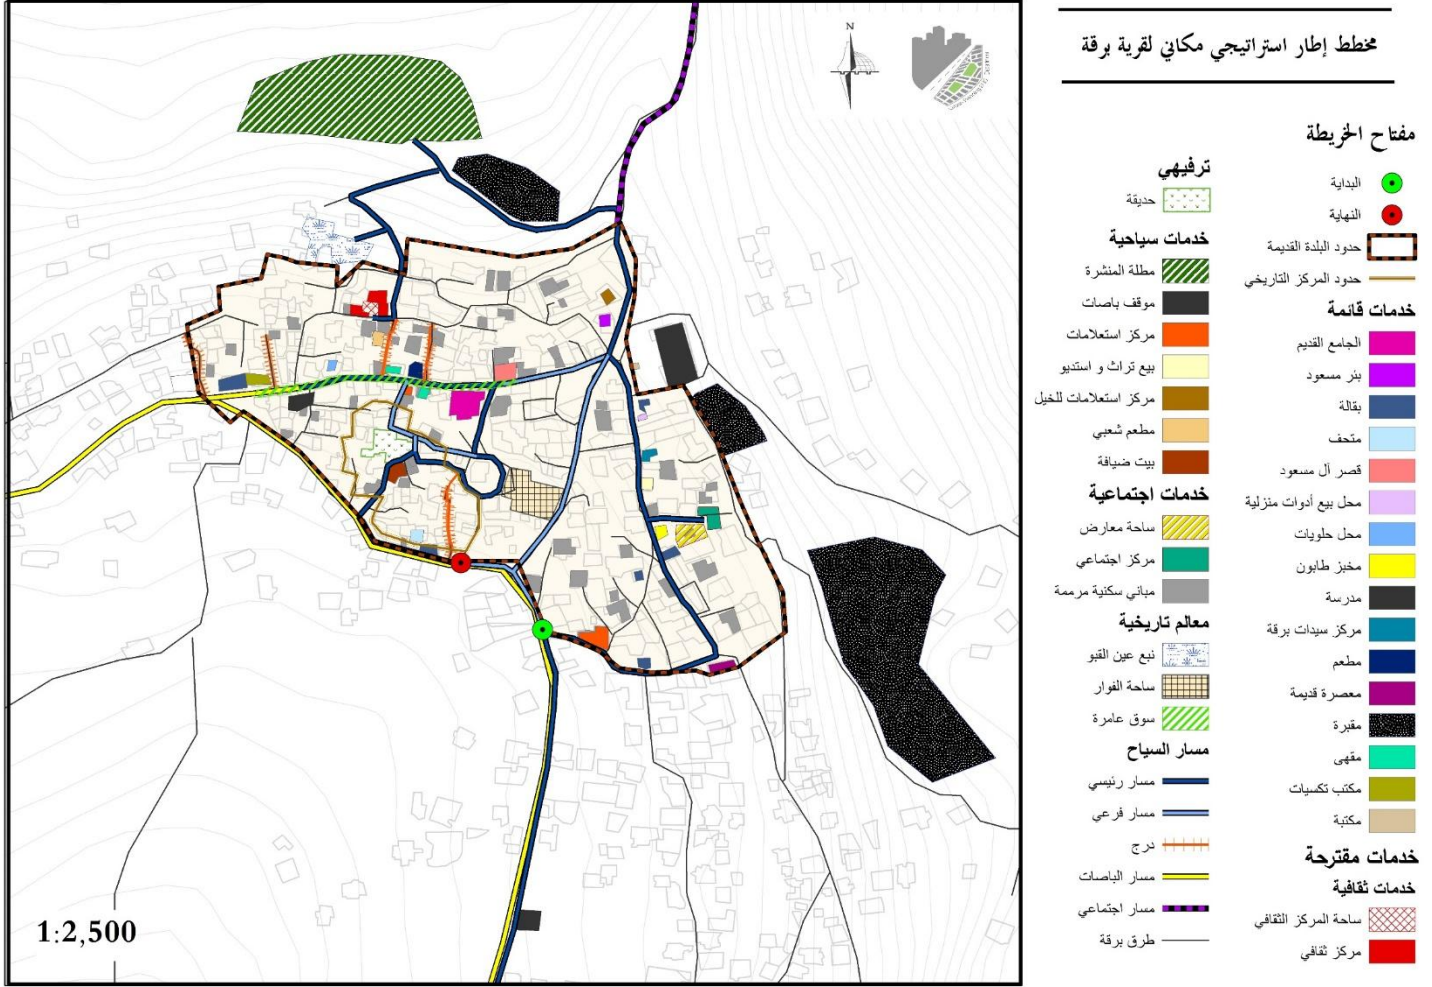 مخطط إطار استراتيجي مكاني لقرية برقة
مفتاح الخريطة
البداية
النهاية
حدود البلدة القديمة
حدود المركز التاريخي
خدمات قائمة
الجامع القديم
بئر مسعود
بقالة
متحف
قصر آل مسعود
محل بيع أدوات منزلية
محل حلويات
مخبز طابون
مدرسة
مركز سيدات برقة
مطعم
معصرة قديمة
مقبرة
مقهى
مكتب تكسيات
مكتبة
خدمات مقترحة
خدمات ثقافية
ساحة المركز الثقافي
مركز ثقافي
ترفيهي
حديقة
خدمات سياحية
مطلة المنشرة
موقف باصات
مركز استعلامات
بيع تراث و استديو
مركز استعلامات للخيل
مطعم شعبي
بيت ضيافة
خدمات اجتماعية
ساحة معارض
مركز اجتماعي
مباني سكنية مرممة
معالم تاريخية
نبع عين القبو
ساحة الفوار
سوق عامرة
مسار السياح
مسار رئيسي
مسار فرعي
درج
مسار الباصات
مسار اجتماعي
طرق برقة
N
1:2,500